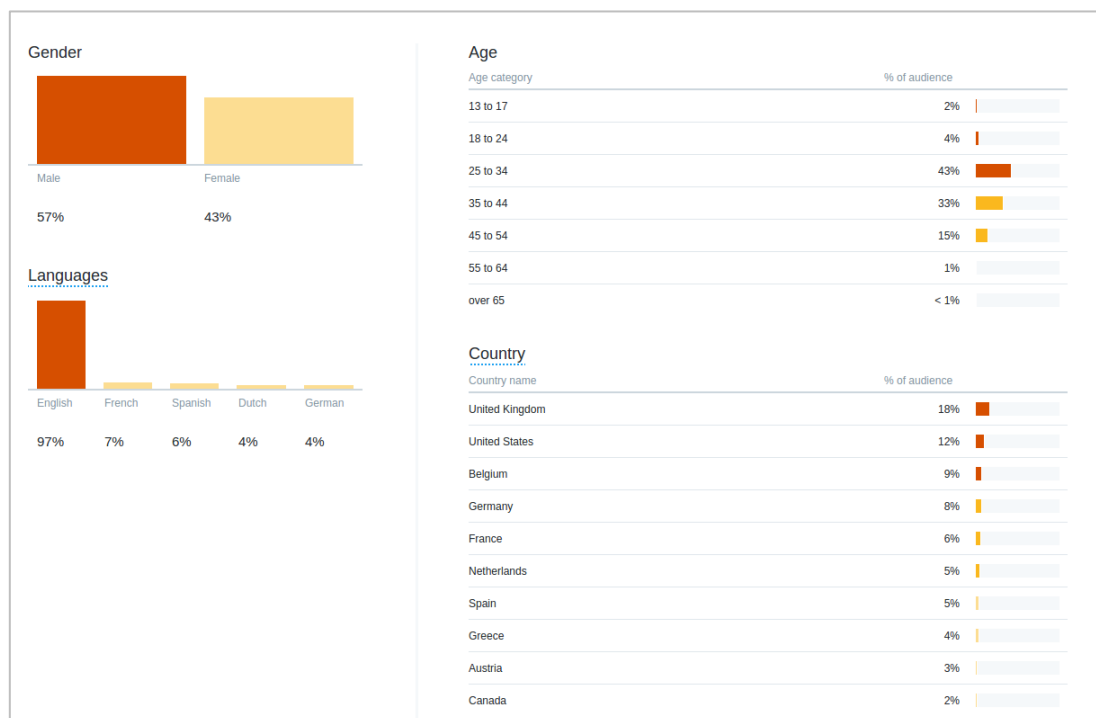 Gender
Male Female
57% 43%
Languages
English French Spanish Dutch German
97% 7% 6% 4% 4%
Age
Age category % of audience
13 to 17 2%
18 to 24 4%
25 to 34 43%
35 to 44 33%
45 to 54 15%
55 to 64 1%
over 65 < 1%
Country
Country name % of audience
United Kingdom 18%
United States 12%
Belgium 9%
Germany 8%
France 6%
Netherlands 5%
Spain 5%
Greece 4%
Austria 3%
Canada 2%